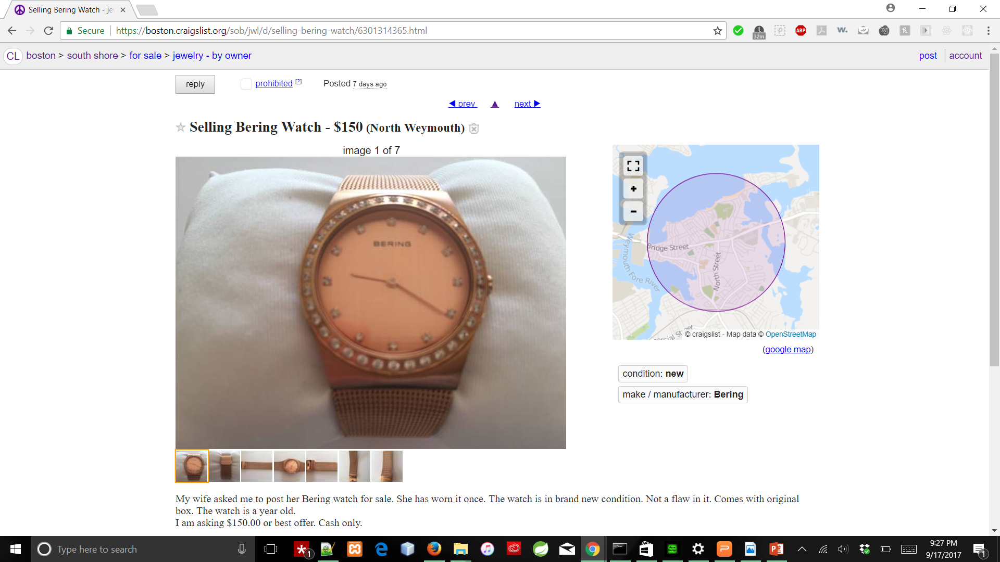 Selling Bering Watch - je
Secure https://boston.craigslist.org/sob/jwl/d/selling-bering-watch/6301314365.html
32m
ABP
w.
CL boston > south shore > for sale > jewelry - by owner
post account
reply prohibited [?] Posted 7 days ago
prev next
Selling Bering Watch - $150 (North Weymouth)
image 1 of 7
BERING
Bridge Street
North Street
Weymouth Fore River
© craigslist - Map data © OpenStreetMap
(google map)
condition: new
make / manufacturer: Bering
My wife asked me to post her Bering watch for sale. She has worn it once. The watch is in brand new condition. Not a flaw in it. Comes with original
box. The watch is a year old.
I am asking $150.00 or best offer. Cash only.
Type here to search
1
9:27 PM
9/17/2017
1